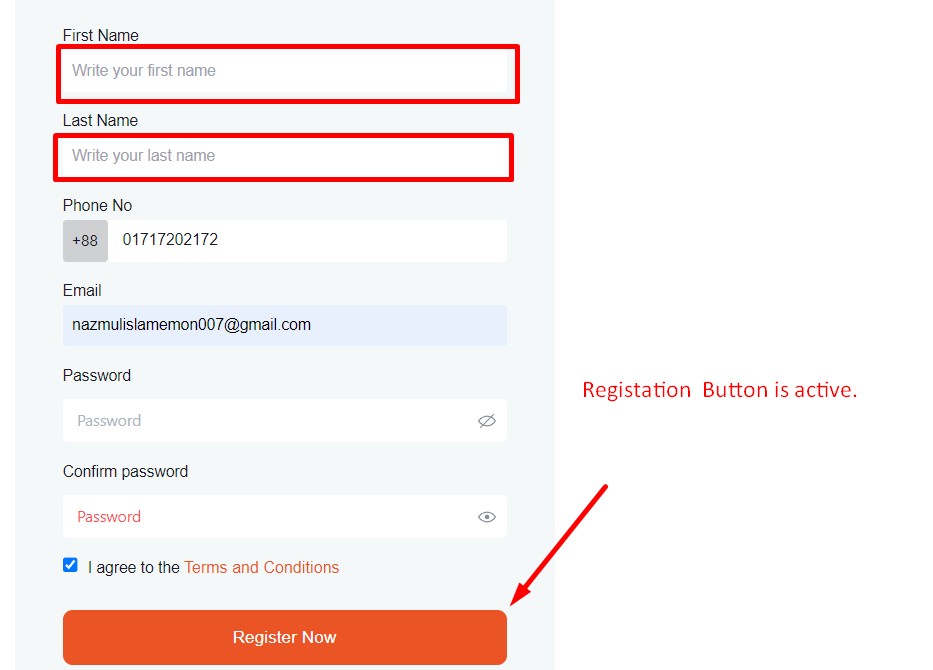 First Name
Write your first name
Last Name
Write your last name
Phone No
+88 01717202172
Email
nazmulislamemon007@gmail.com
Password
Password
Confirm password
Password
I agree to the Terms and Conditions
Register Now
Registation Button is active.